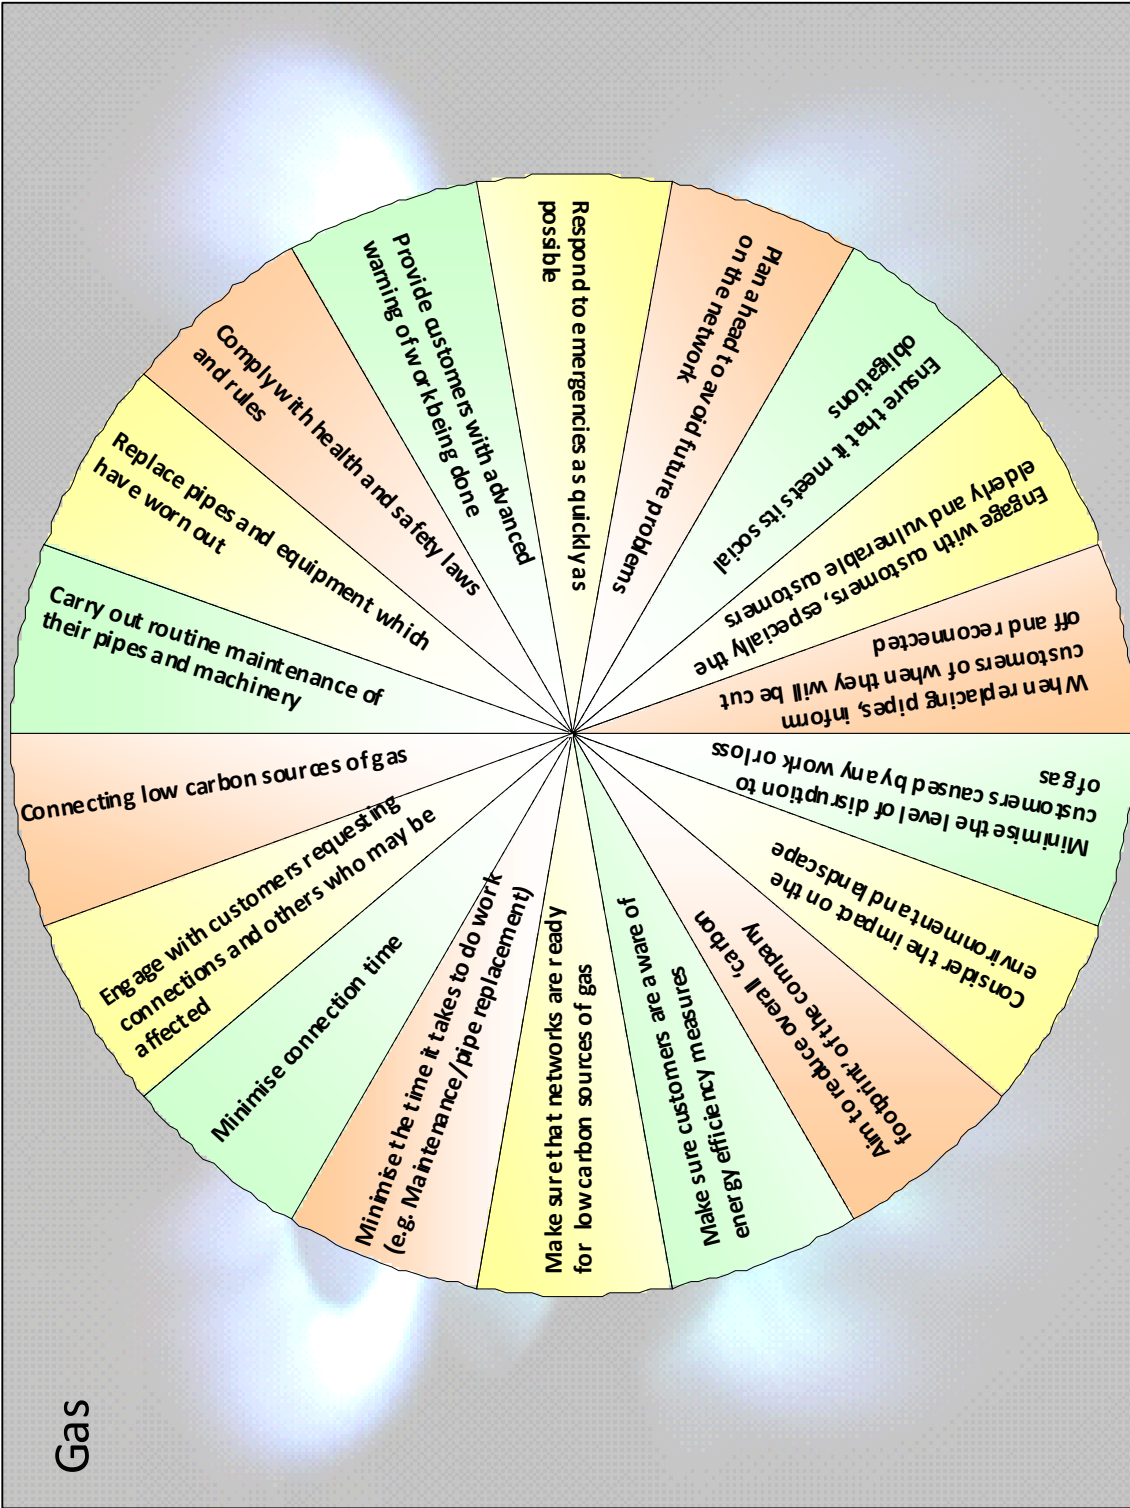 Gas
Respond to emergencies as quickly as
possible
Plan ahead to avoid future problems
on the network
Ensure that it meets its social
obligations
Engage with customers, especially the
elderly and vulnerable customers
When replacing pipes, inform
customers of when they will be cut
off and reconnected
Minimise the level of disruption to
customers caused by any work or loss
of gas
Consider the impact on the
environment and landscape
Aim to reduce overall 'carbon
footprint' of the company
Make sure customers are aware of
energy efficiency measures
Make sure that networks are ready
for low carbon sources of gas
Minimise the time it takes to do work
(e.g. Maintenance/pipe replacement)
Minimise connection time
Engage with customers requesting
connections and others who may be
affected
Connecting low carbon sources of gas
Carry out routine maintenance of
their pipes and machinery
Replace pipes and equipment which
have worn out
Comply with health and safety laws
and rules
Provide customers with advanced
warning of work being done